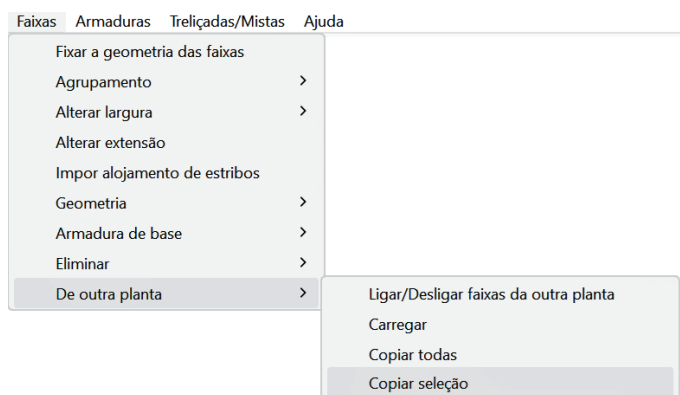 Faixas Armaduras Treliçadas/Mistas Ajuda
Fixar a geometria das faixas
Agrupamento
Alterar largura
Alterar extensão
Impor alojamento de estribos
Geometria
Armadura de base
Eliminar
De outra planta
Ligar/Desligar faixas da outra planta
Carregar
Copiar todas
Copiar seleção